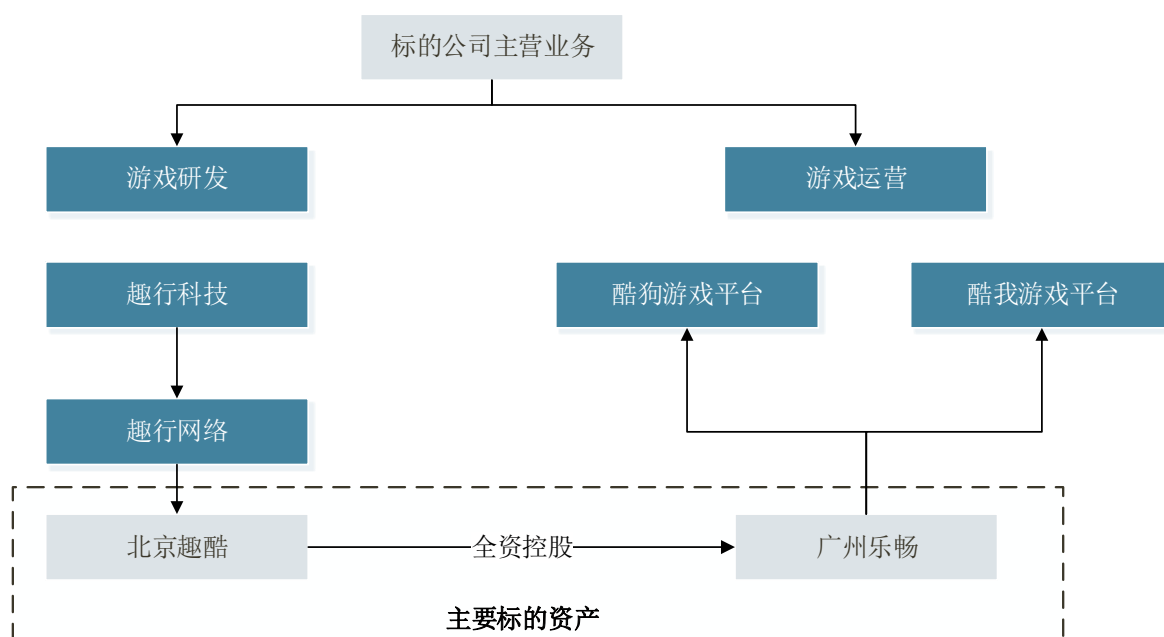 标的公司主营业务
游戏研发
游戏运营
趣行科技
酷狗游戏平台
酷我游戏平台
趣行网络
北京趣酷
全资控股
广州乐畅
主要标的资产